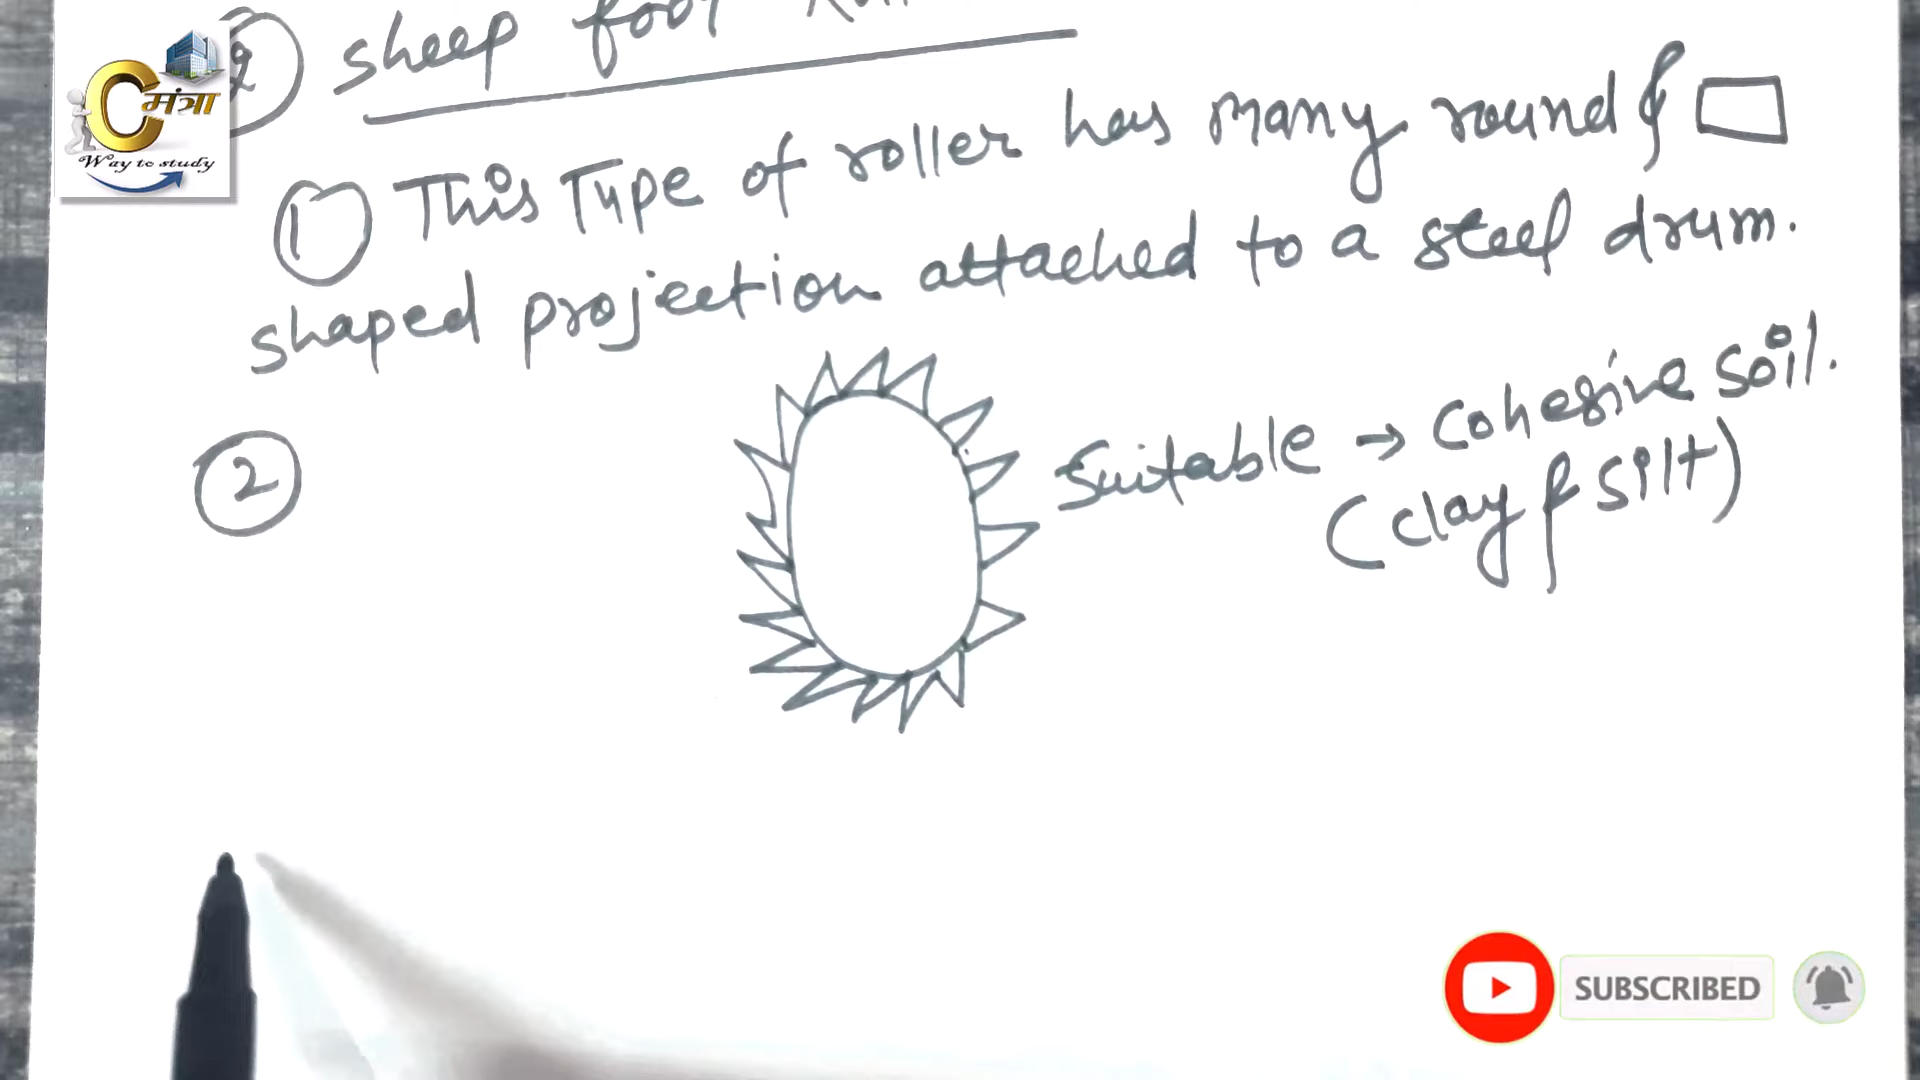 ② sheep foot
① This Type of roller has many round & ▭
shaped projection attached to a steel drum.
②
Suitable → Cohesive Soil.
(clay & silt)
C मंत्रा
Way to study
SUBSCRIBED